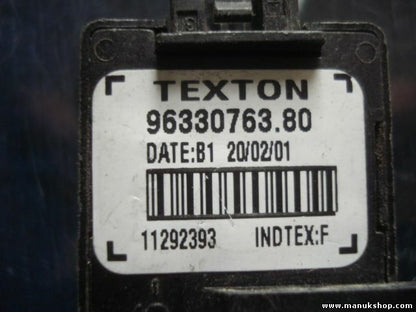 TEXTON
96330763.80
DATE:B1 20/02/01
11292393 INDTEX:F
www.manukshop.com